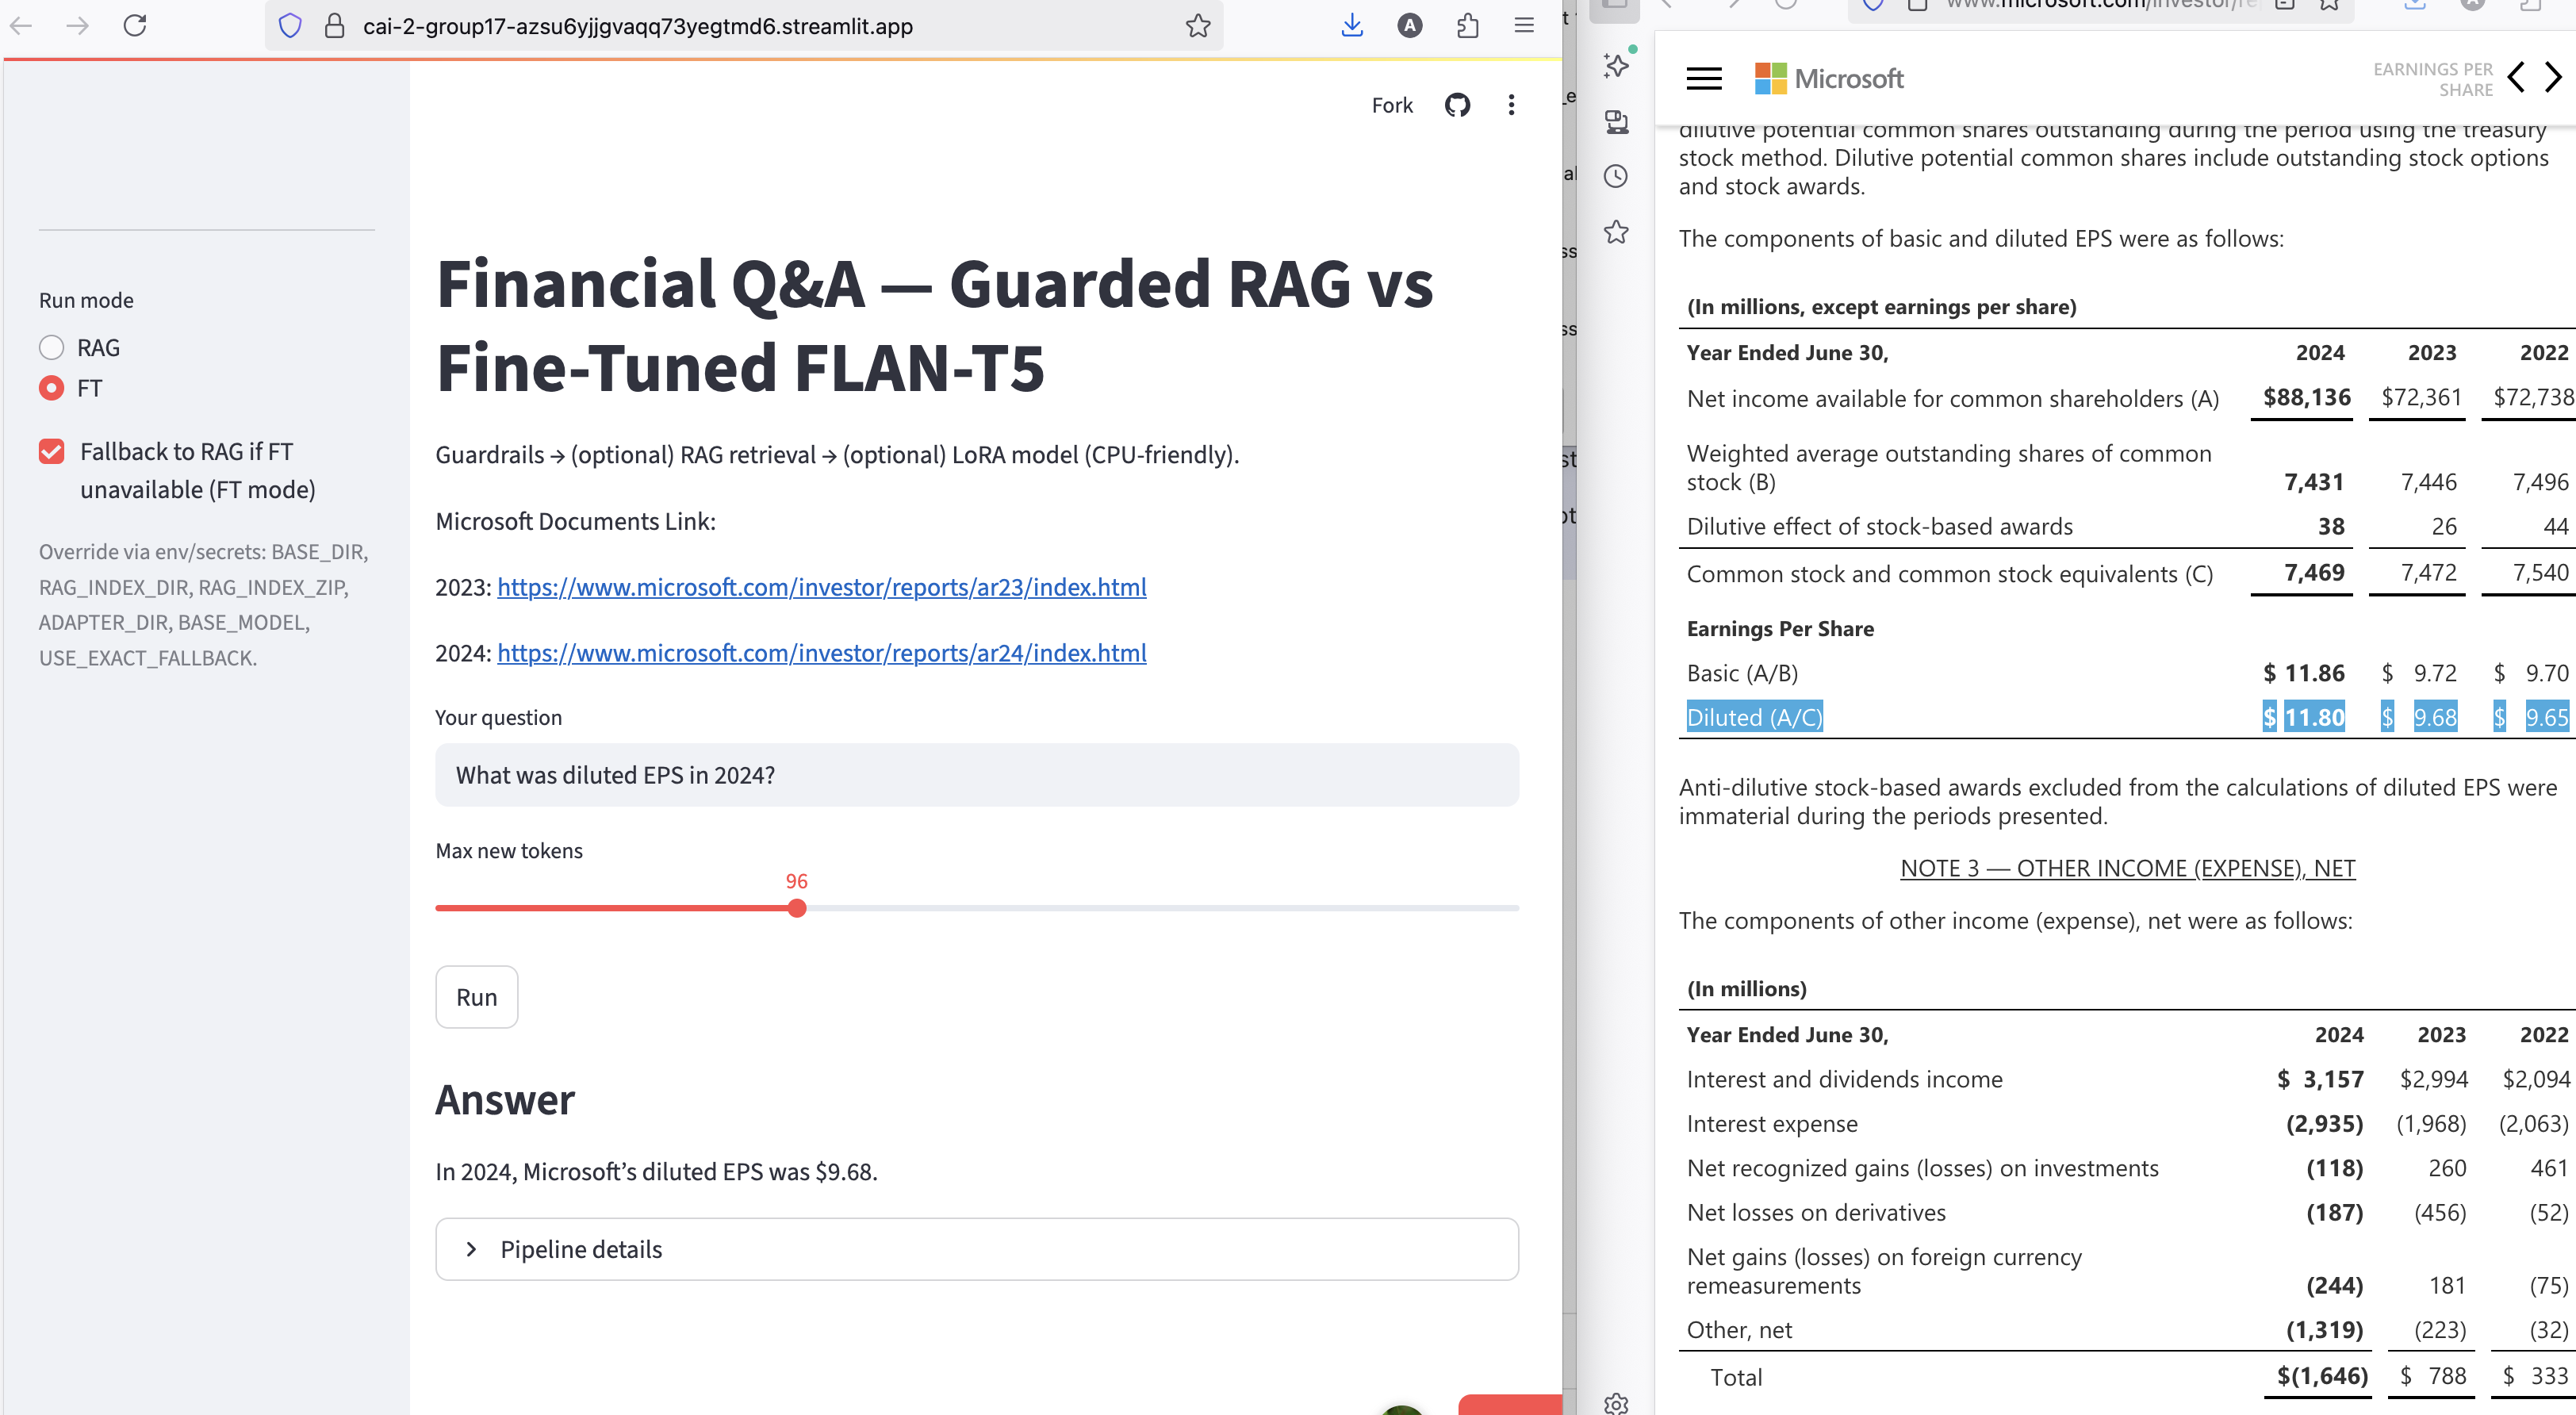 cai-2-group17-azsu6yjjgvaqq73yegtmd6.streamlit.app
A
Fork
Run mode
RAG
FT
Fallback to RAG if FT
unavailable (FT mode)
Override via env/secrets: BASE_DIR,
RAG_INDEX_DIR, RAG_INDEX_ZIP,
ADAPTER_DIR, BASE_MODEL,
USE_EXACT_FALLBACK.
Financial Q&A — Guarded RAG vs
Fine-Tuned FLAN-T5
Guardrails → (optional) RAG retrieval → (optional) LoRA model (CPU-friendly).
Microsoft Documents Link:
2023: https://www.microsoft.com/investor/reports/ar23/index.html
2024: https://www.microsoft.com/investor/reports/ar24/index.html
Your question
What was diluted EPS in 2024?
Max new tokens
96
Run
Answer
In 2024, Microsoft’s diluted EPS was $9.68.
Pipeline details
www.microsoft.com/investor/re
Microsoft
EARNINGS PER
SHARE
dilutive potential common shares outstanding during the period using the treasury
stock method. Dilutive potential common shares include outstanding stock options
and stock awards.
The components of basic and diluted EPS were as follows:
(In millions, except earnings per share)
Year Ended June 30, 2024 2023 2022
Net income available for common shareholders (A) $88,136 $72,361 $72,738
Weighted average outstanding shares of common
stock (B) 7,431 7,446 7,496
Dilutive effect of stock-based awards 38 26 44
Common stock and common stock equivalents (C) 7,469 7,472 7,540
Earnings Per Share
Basic (A/B) $ 11.86 $ 9.72 $ 9.70
Diluted (A/C) $ 11.80 $ 9.68 $ 9.65
Anti-dilutive stock-based awards excluded from the calculations of diluted EPS were
immaterial during the periods presented.
NOTE 3 — OTHER INCOME (EXPENSE), NET
The components of other income (expense), net were as follows:
(In millions)
Year Ended June 30, 2024 2023 2022
Interest and dividends income $ 3,157 $2,994 $2,094
Interest expense (2,935) (1,968) (2,063)
Net recognized gains (losses) on investments (118) 260 461
Net losses on derivatives (187) (456) (52)
Net gains (losses) on foreign currency
remeasurements (244) 181 (75)
Other, net (1,319) (223) (32)
Total $(1,646) $ 788 $ 333